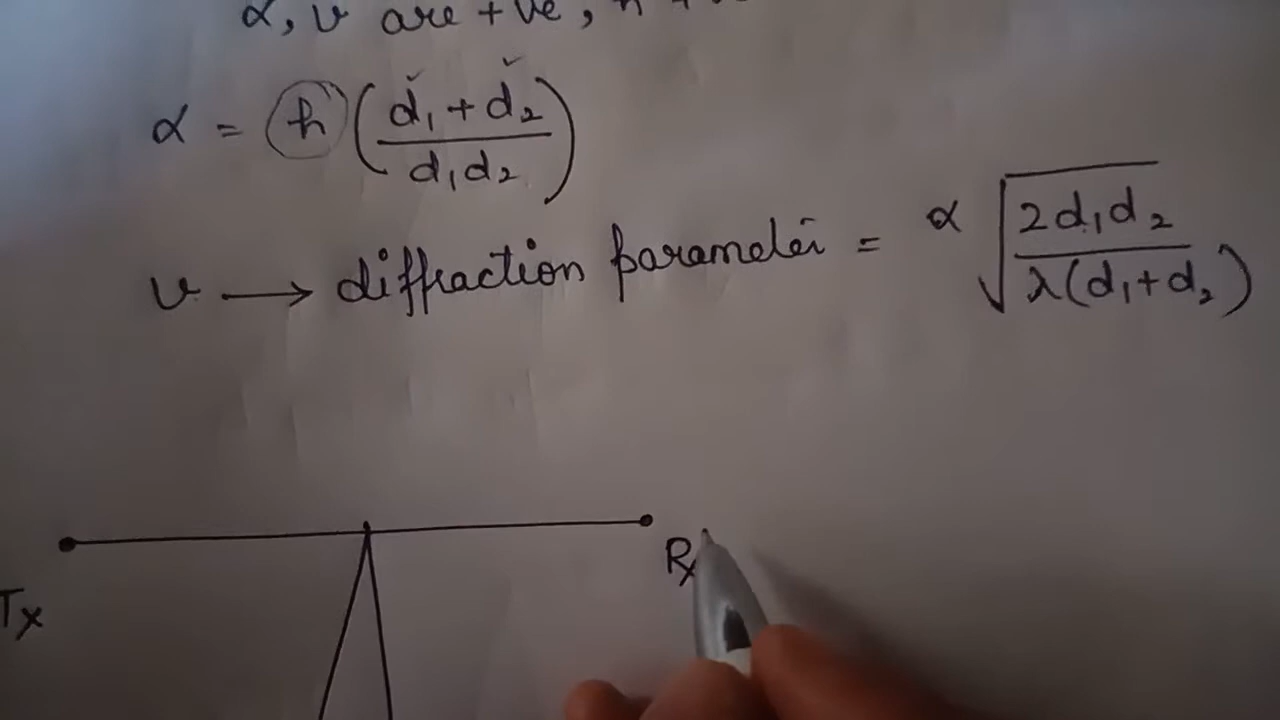 α, ν are +ve,
α = h (d₁ + d₂ / d₁d₂)
ν → diffraction parameter = α √(2d₁d₂ / λ(d₁+d₂))
Tx Rx